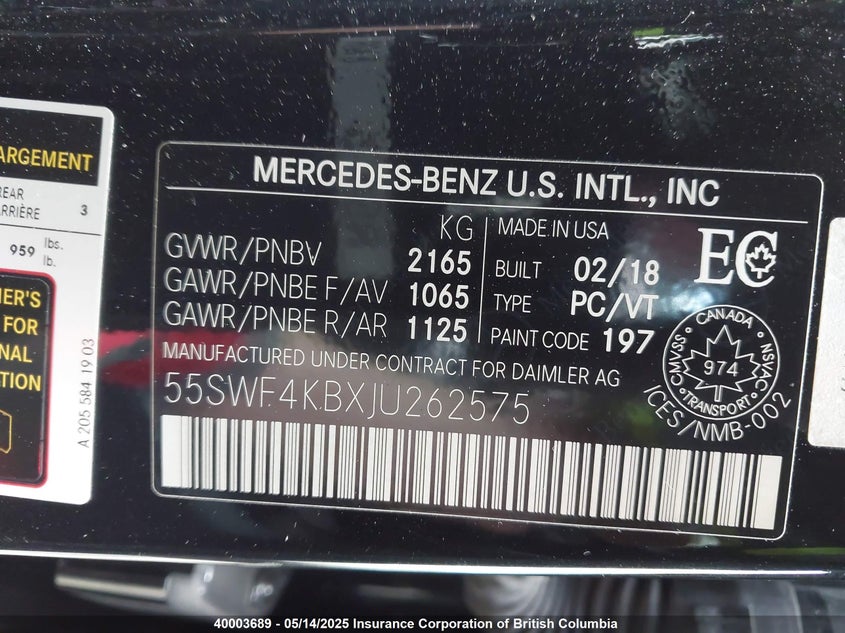 ARGEMENT
REAR
ARRIÈRE 3
959 lbs.
lb.
ER'S
FOR
NAL
ATION
A 205 584 19 03
MERCEDES-BENZ U.S. INTL., INC
KG
GVWR/PNBV 2165
GAWR/PNBE F/AV 1065
GAWR/PNBE R/AR 1125
MADE IN USA
BUILT 02/18
TYPE PC/VT
PAINT CODE 197
EC
MANUFACTURED UNDER CONTRACT FOR DAIMLER AG
55SWF4KBXJU262575
CANADA
CMVSS 974 NSVAC
TRANSPORT
ICES/NMB-002
40003689 - 05/14/2025 Insurance Corporation of British Columbia